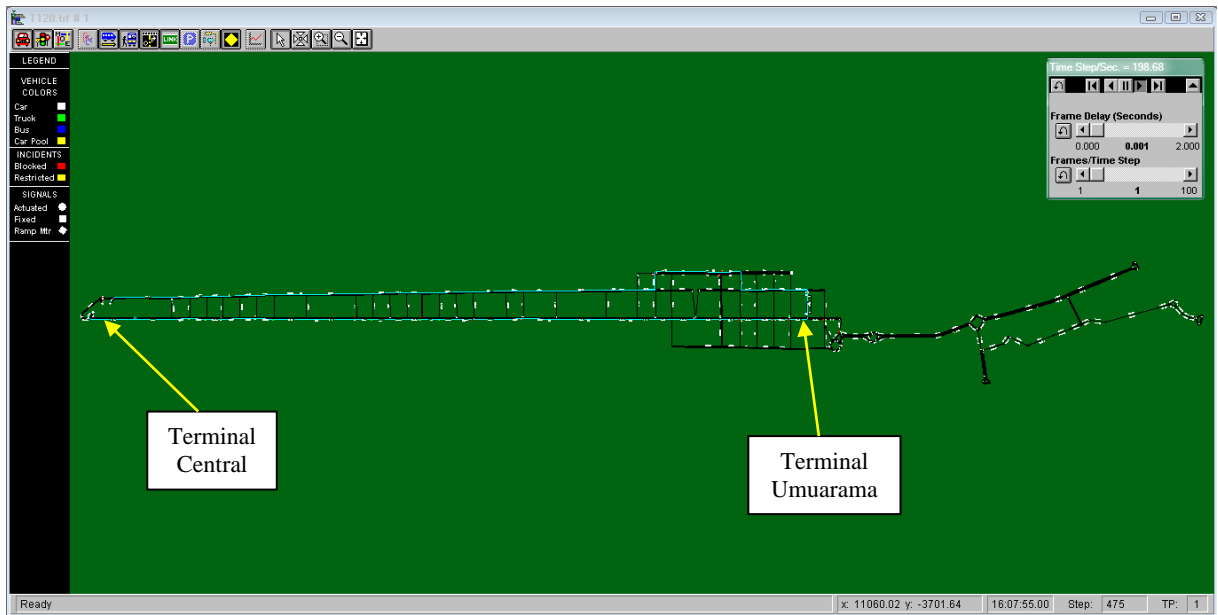 T120.trf # 1
LINK
P
LEGEND
VEHICLE
COLORS
Car
Truck
Bus
Car Pool
INCIDENTS
Blocked
Restricted
SIGNALS
Actuated
Fixed
Ramp Mtr
Time Step/Sec. = 198.68
Frame Delay (Seconds)
0.000 0.001 2.000
Frames/Time Step
1 1 100
Terminal
Central
Terminal
Umuarama
Ready x: 11060.02 y: -3701.64 16:07:55.00 Step: 475 TP: 1